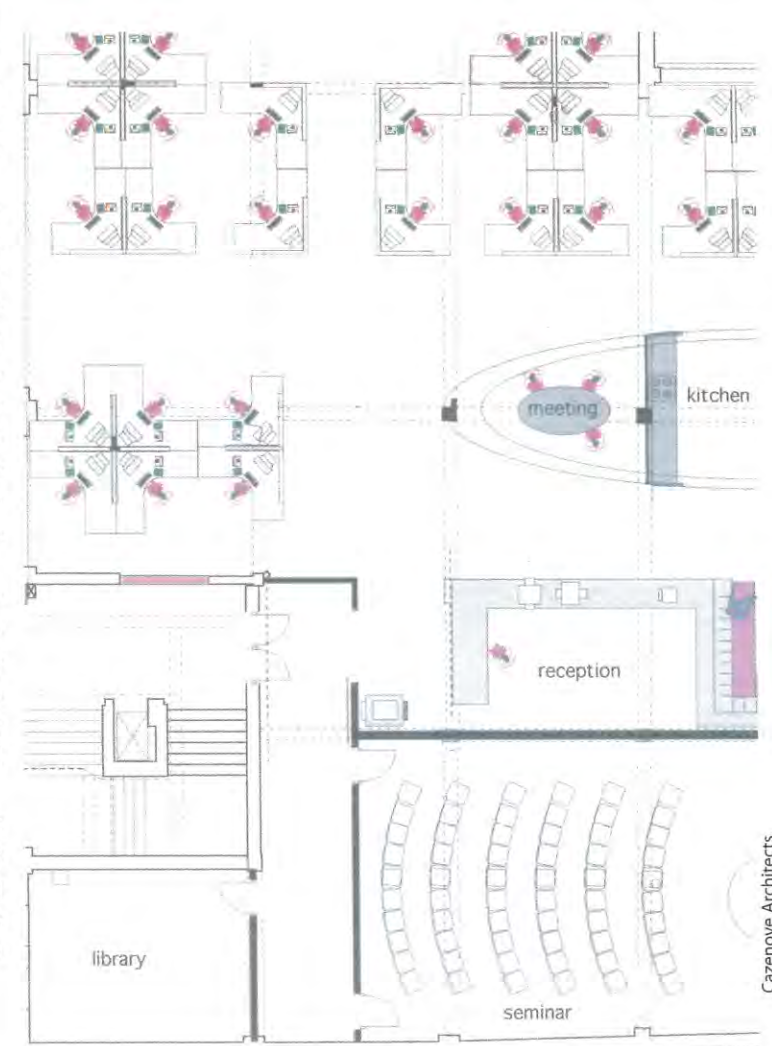 meeting
kitchen
reception
library
seminar
Cazenove Architects